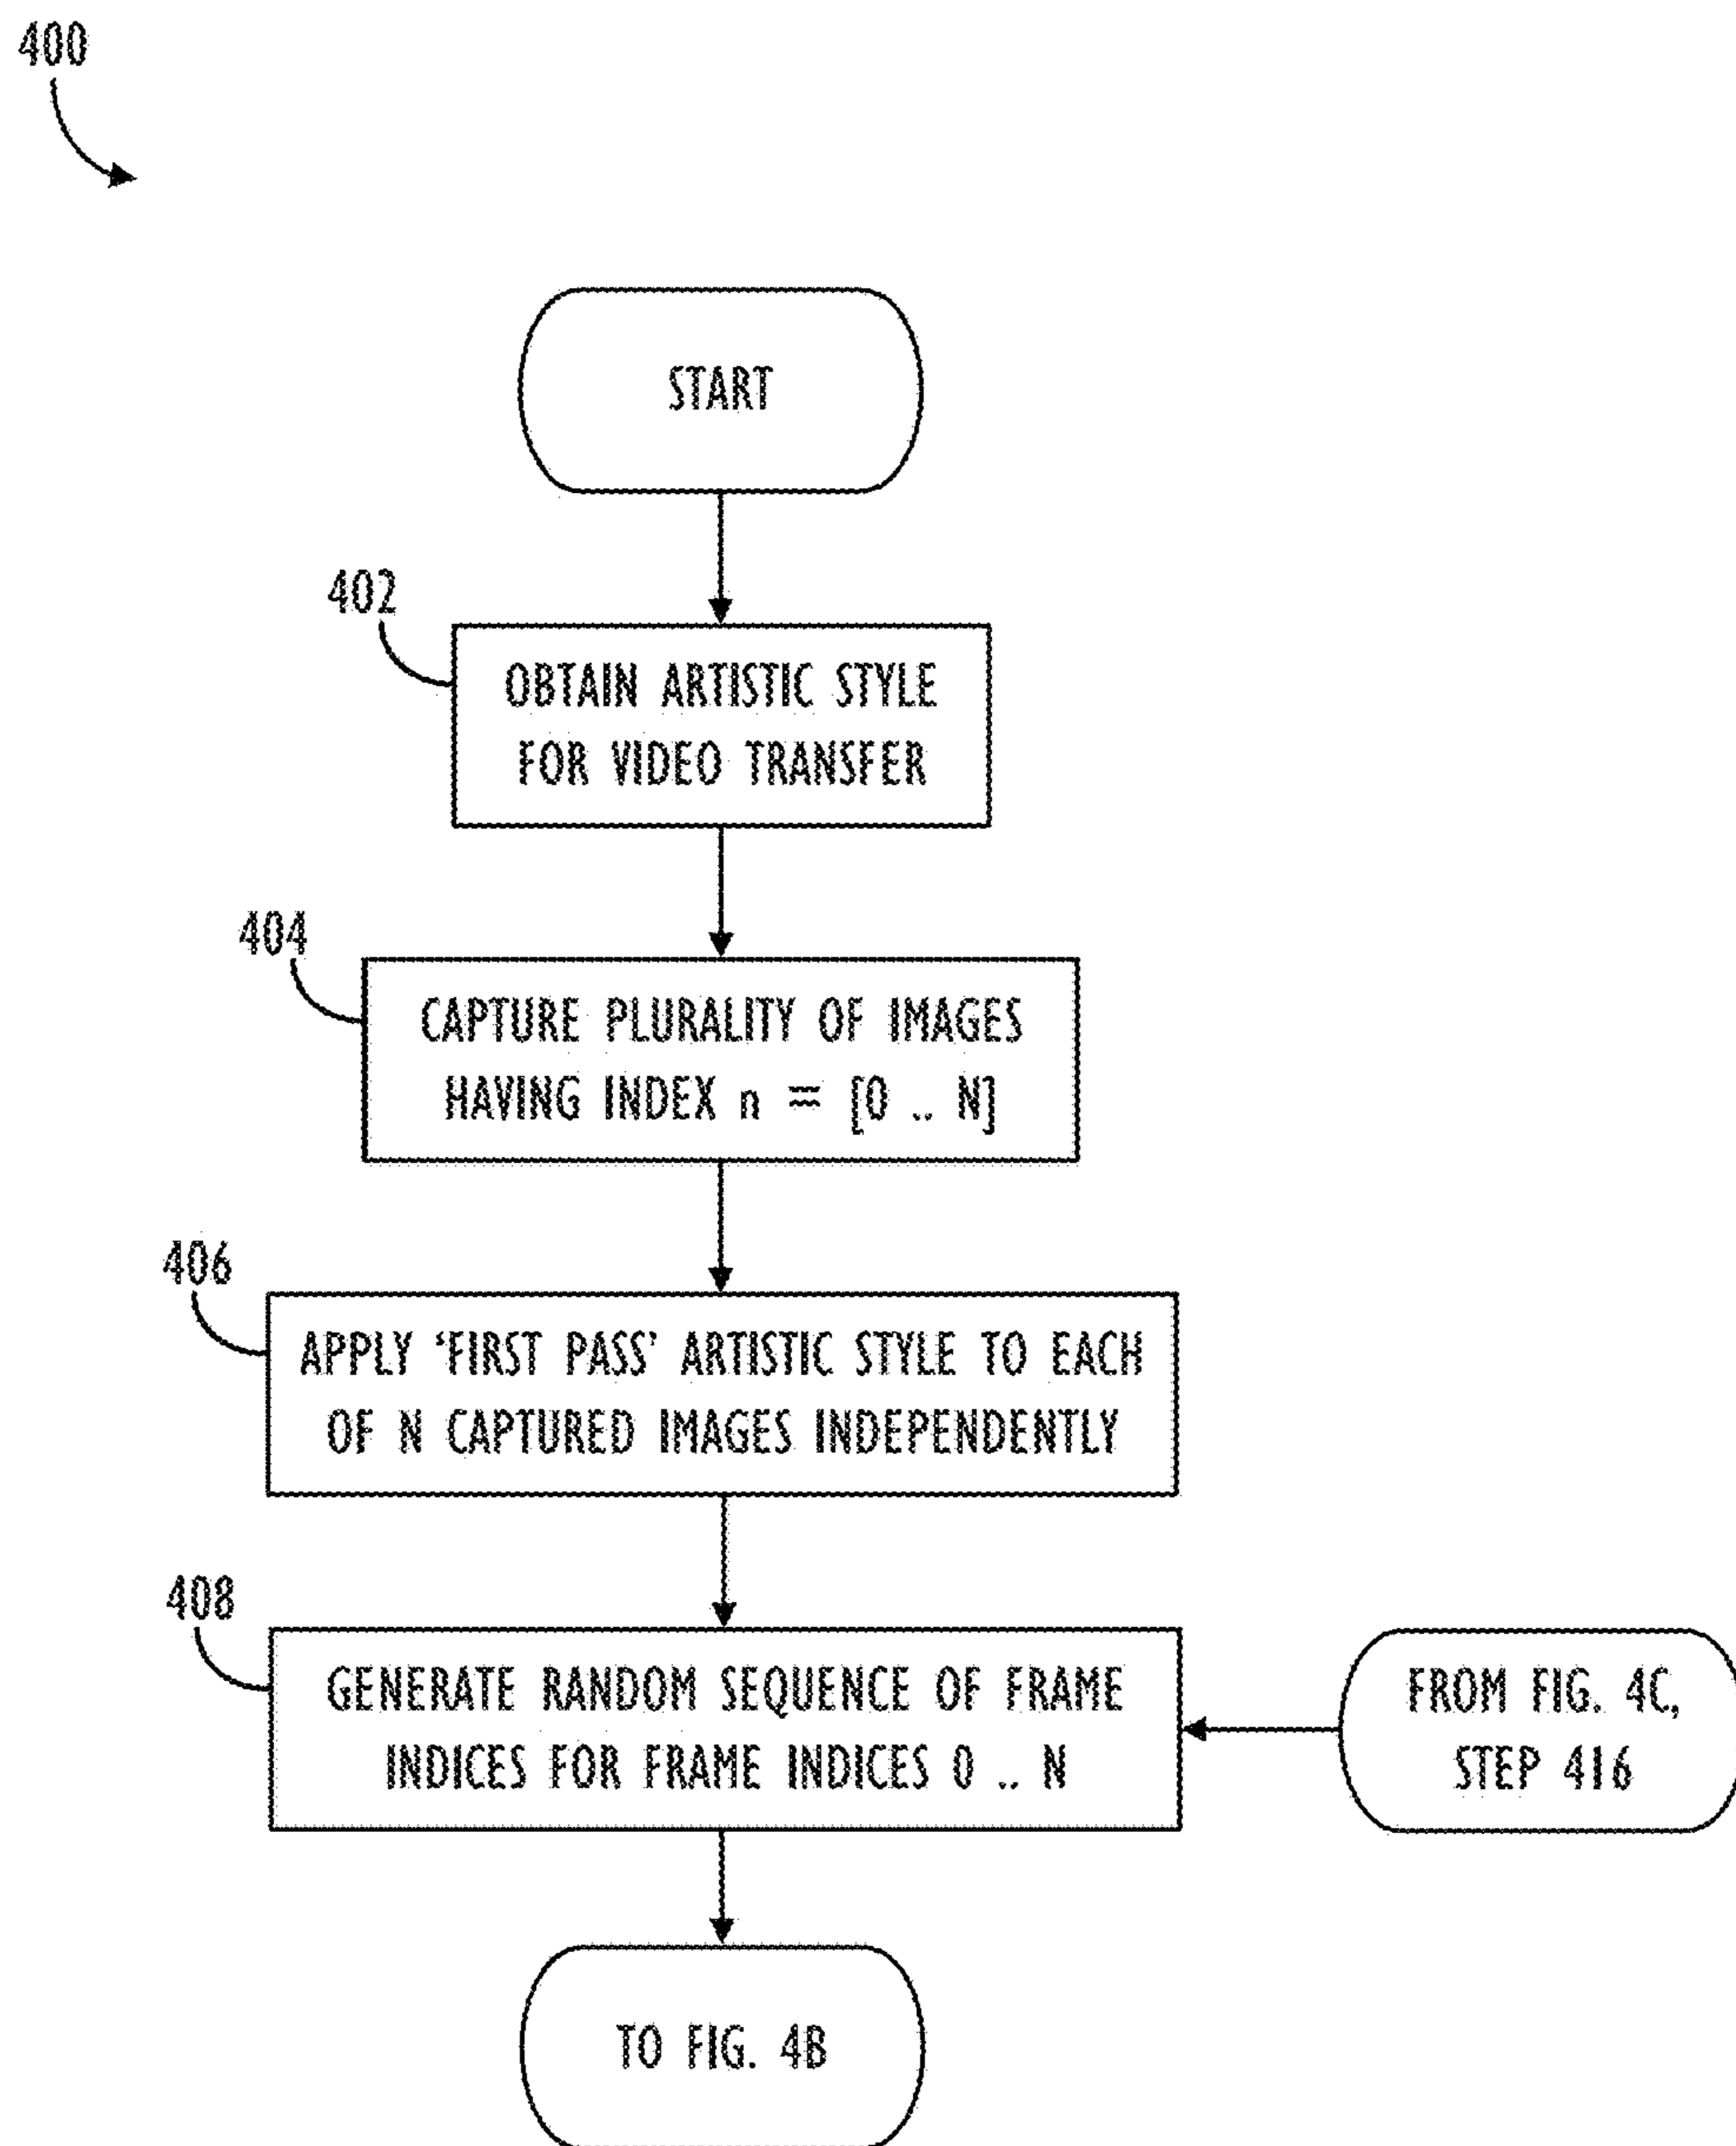 400
START
402
OBTAIN ARTISTIC STYLE
FOR VIDEO TRANSFER
404
CAPTURE PLURALITY OF IMAGES
HAVING INDEX n = [0 .. N]
406
APPLY ‘FIRST PASS’ ARTISTIC STYLE TO EACH
OF N CAPTURED IMAGES INDEPENDENTLY
408
GENERATE RANDOM SEQUENCE OF FRAME
INDICES FOR FRAME INDICES 0 .. N
FROM FIG. 4C,
STEP 416
TO FIG. 4B